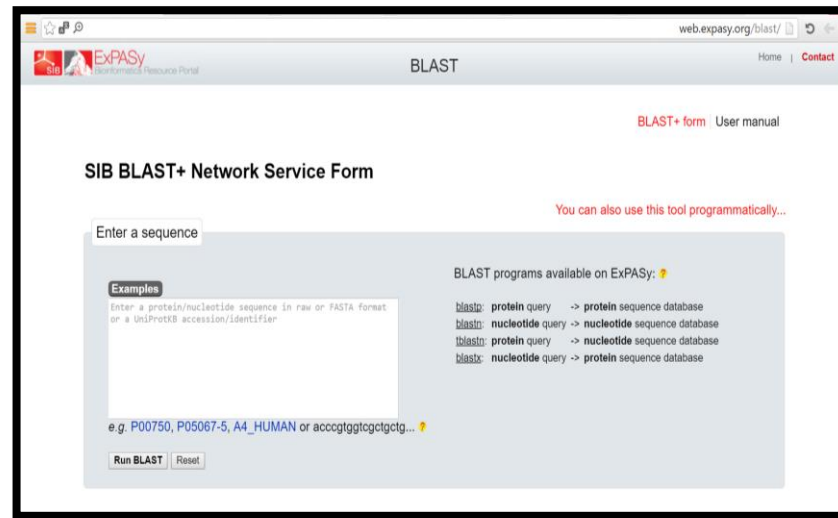 web.expasy.org/blast/
SIB
ExPASy
Bioinformatics Resource Portal
BLAST
Home | Contact
BLAST+ form User manual
SIB BLAST+ Network Service Form
You can also use this tool programmatically...
Enter a sequence
BLAST programs available on ExPASy: ?
Examples
Enter a protein/nucleotide sequence in raw or FASTA format
or a UniProtKB accession/identifier
blastp: protein query -> protein sequence database
blastn: nucleotide query -> nucleotide sequence database
tblastn: protein query -> nucleotide sequence database
blastx: nucleotide query -> protein sequence database
e.g. P00750, P05067-5, A4_HUMAN or acccgtggtcgctgctg... ?
Run BLAST Reset